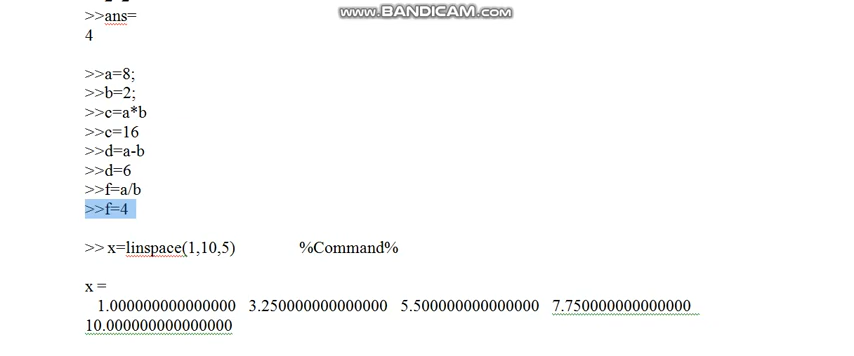 www.BANDICAM.com
>>ans=
4
>>a=8;
>>b=2;
>>c=a*b
>>c=16
>>d=a-b
>>d=6
>>f=a/b
>>f=4
>> x=linspace(1,10,5) %Command%
x =
1.000000000000000 3.250000000000000 5.500000000000000 7.750000000000000
10.000000000000000